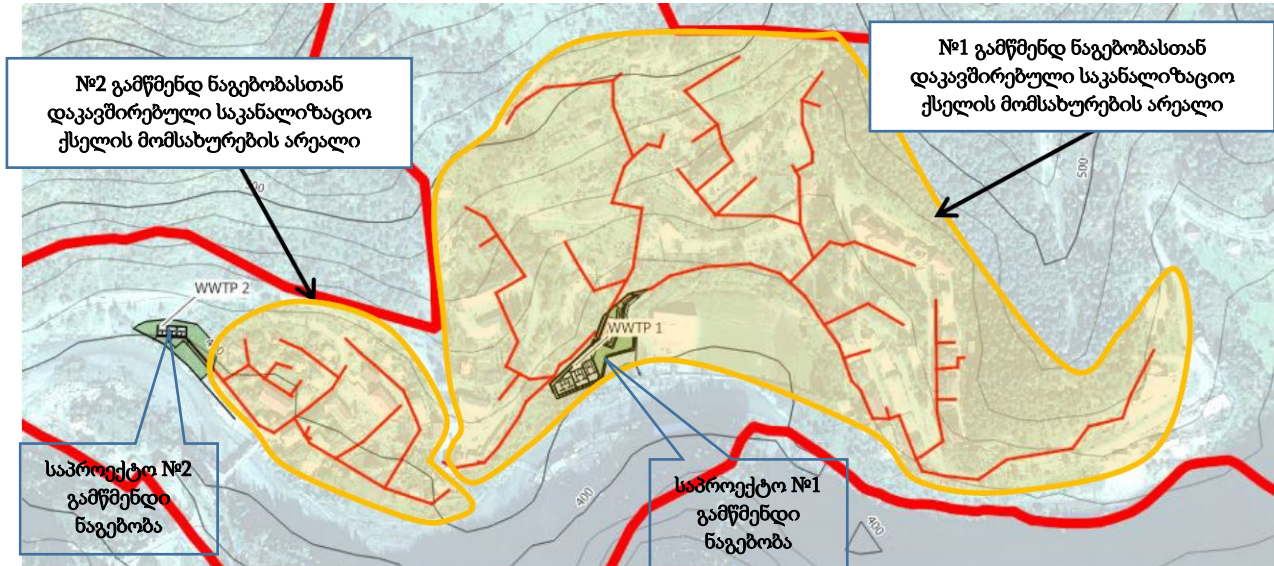 №2 გამწმენდ ნაგებობასთან
დაკავშირებული საკანალიზაციო
ქსელის მომსახურების არეალი
№1 გამწმენდ ნაგებობასთან
დაკავშირებული საკანალიზაციო
ქსელის მომსახურების არეალი
500
WWTP 2
WWTP 1
საპროექტო №2
გამწმენდი
ნაგებობა
საპროექტო №1
გამწმენდი
ნაგებობა
400
400